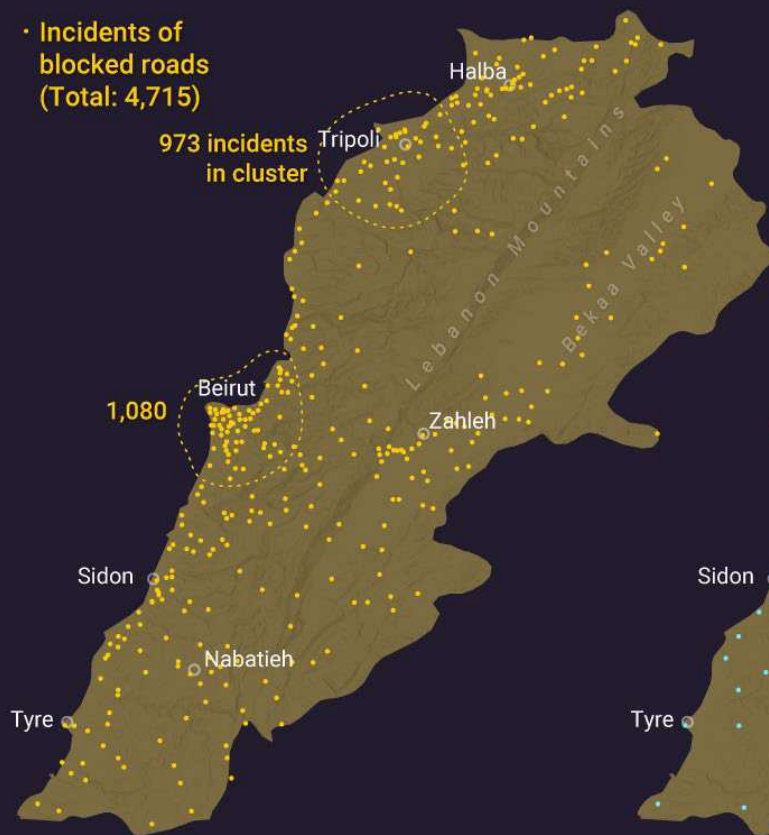 · Incidents of
blocked roads
(Total: 4,715)
Halba
973 incidents
in cluster
Tripoli
Lebanon Mountains
Bekaa Valley
Beirut
1,080
Zahleh
Sidon
Sidon
Nabatieh
Tyre
Tyre